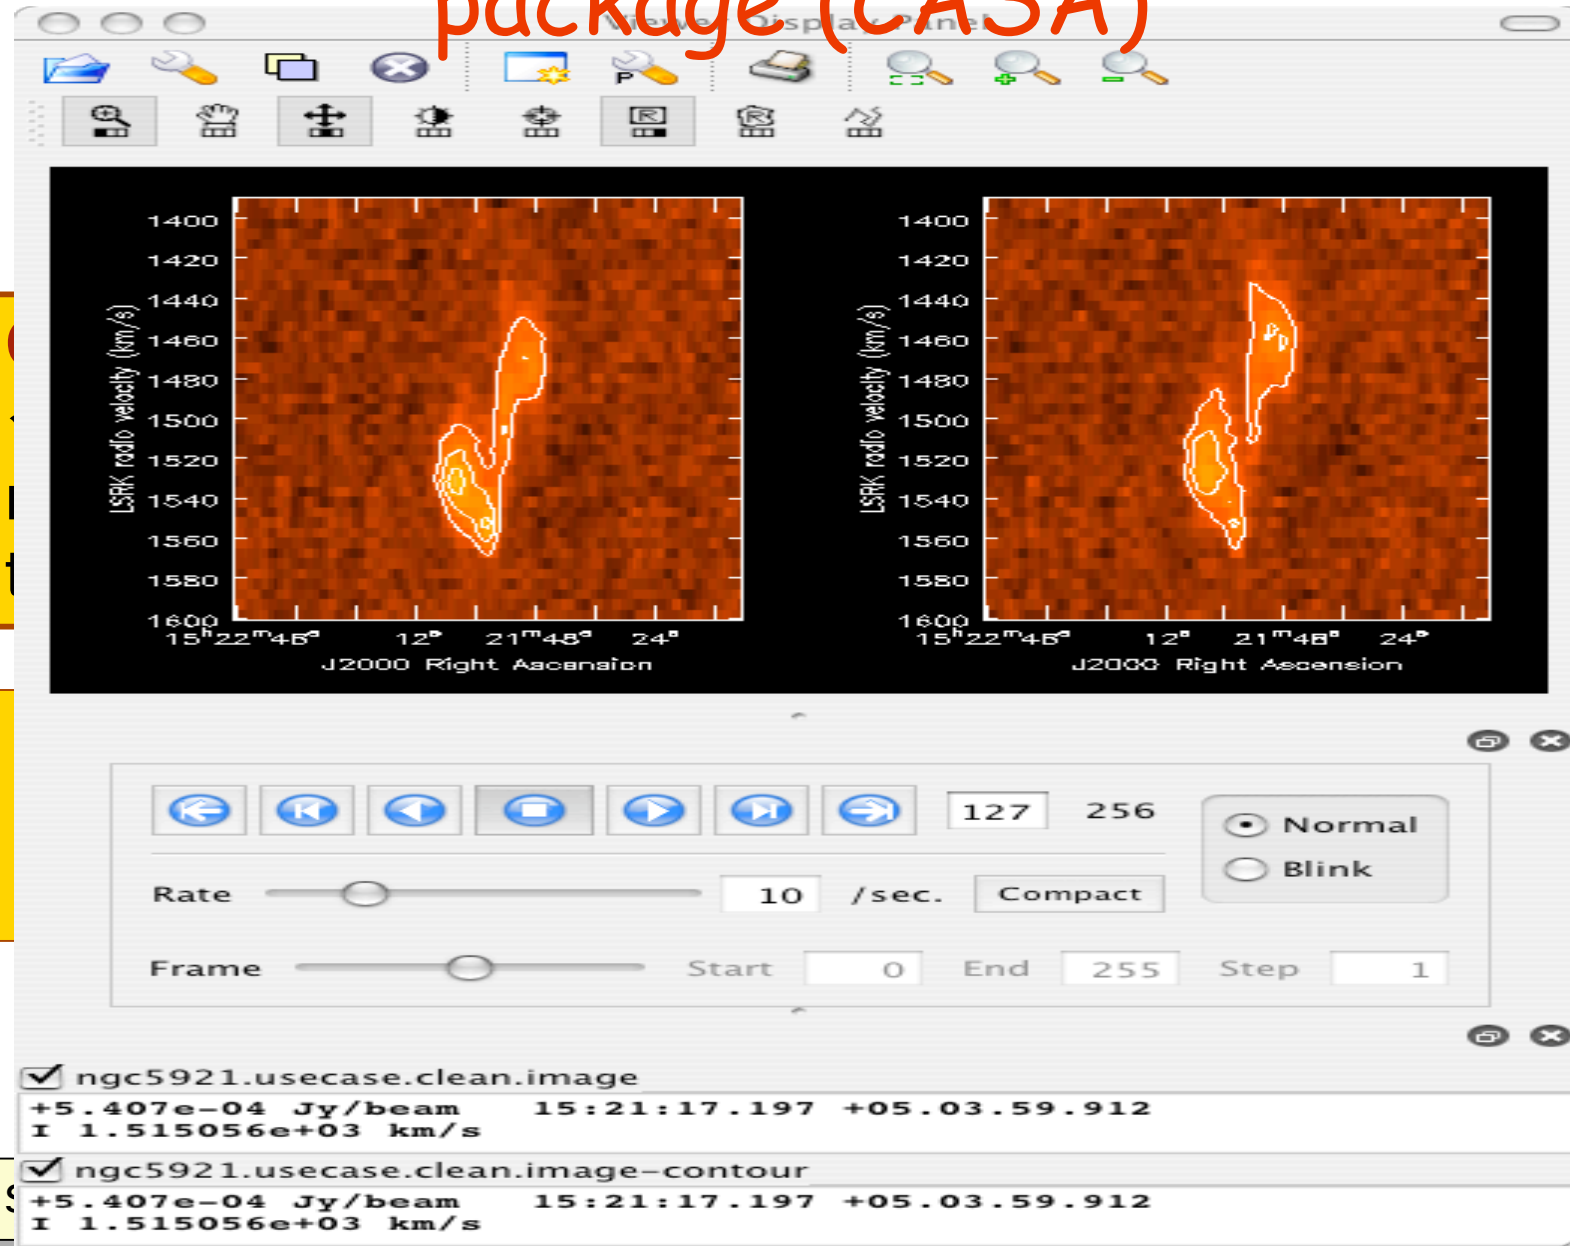 package (CASA)
Viewer Display Panel
P
R
R
1400
1420
1440
1460
1480
1500
1520
1540
1560
1580
1600
LSRK radio velocity (km/s)
15ʰ22ᵐ48ˢ 12ˢ 21ᵐ48ˢ 24ˢ
J2000 Right Ascension
1400
1420
1440
1460
1480
1500
1520
1540
1560
1580
1600
LSRK radio velocity (km/s)
15ʰ22ᵐ48ˢ 12ˢ 21ᵐ48ˢ 24ˢ
J2000 Right Ascension
127 256
Normal
Blink
Rate 10 /sec. Compact
Frame Start 0 End 255 Step 1
ngc5921.usecase.clean.image
+5.407e-04 Jy/beam 15:21:17.197 +05.03.59.912
I 1.515056e+03 km/s
ngc5921.usecase.clean.image-contour
+5.407e-04 Jy/beam 15:21:17.197 +05.03.59.912
I 1.515056e+03 km/s